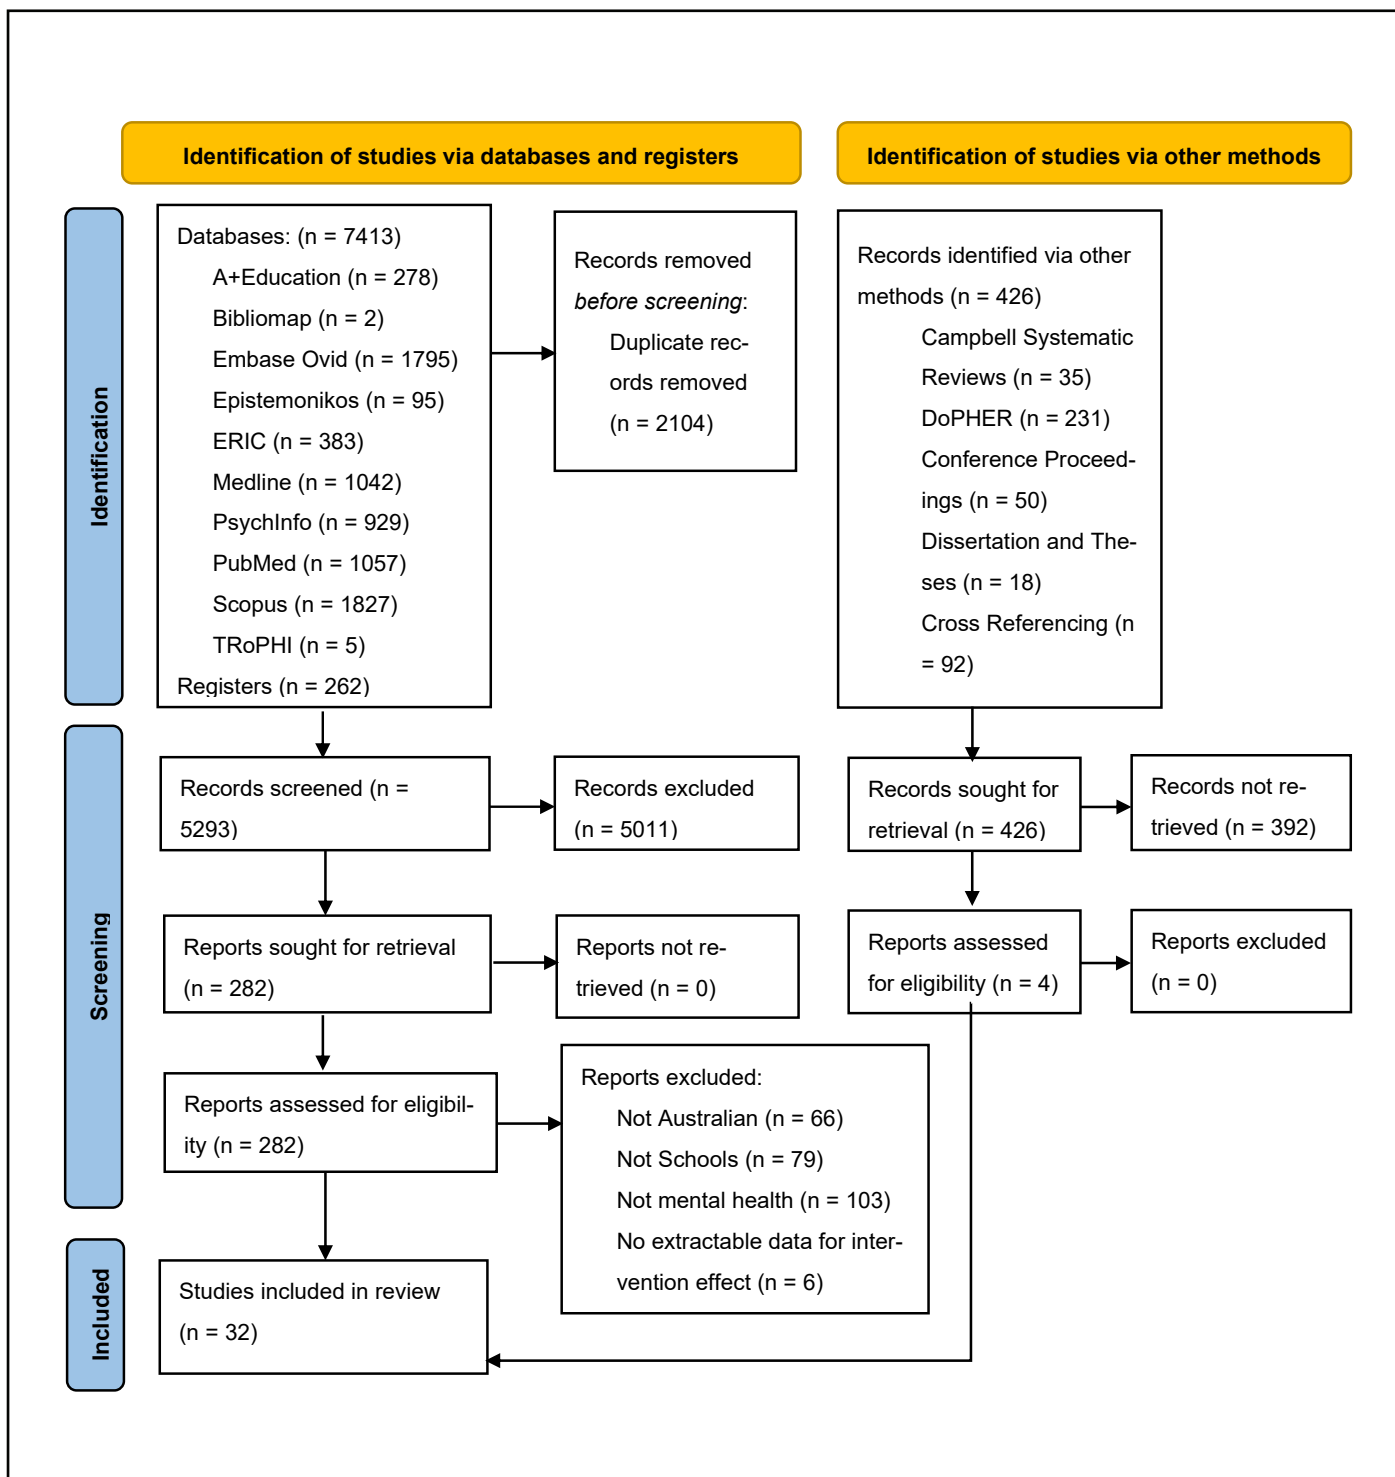 Identification of studies via databases and registers
Identification of studies via other methods
Identification
Databases: (n = 7413)
A+Education (n = 278)
Bibliomap (n = 2)
Embase Ovid (n = 1795)
Epistemonikos (n = 95)
ERIC (n = 383)
Medline (n = 1042)
PsychInfo (n = 929)
PubMed (n = 1057)
Scopus (n = 1827)
TRoPHI (n = 5)
Registers (n = 262)
Records removed
before screening:
Duplicate rec-
ords removed
(n = 2104)
Records identified via other
methods (n = 426)
Campbell Systematic
Reviews (n = 35)
DoPHER (n = 231)
Conference Proceed-
ings (n = 50)
Dissertation and The-
ses (n = 18)
Cross Referencing (n
= 92)
Screening
Records screened (n =
5293)
Records excluded
(n = 5011)
Records sought for
retrieval (n = 426)
Records not re-
trieved (n = 392)
Reports sought for retrieval
(n = 282)
Reports not re-
trieved (n = 0)
Reports assessed
for eligibility (n = 4)
Reports excluded
(n = 0)
Reports assessed for eligibil-
ity (n = 282)
Reports excluded:
Not Australian (n = 66)
Not Schools (n = 79)
Not mental health (n = 103)
No extractable data for inter-
vention effect (n = 6)
Included
Studies included in review
(n = 32)